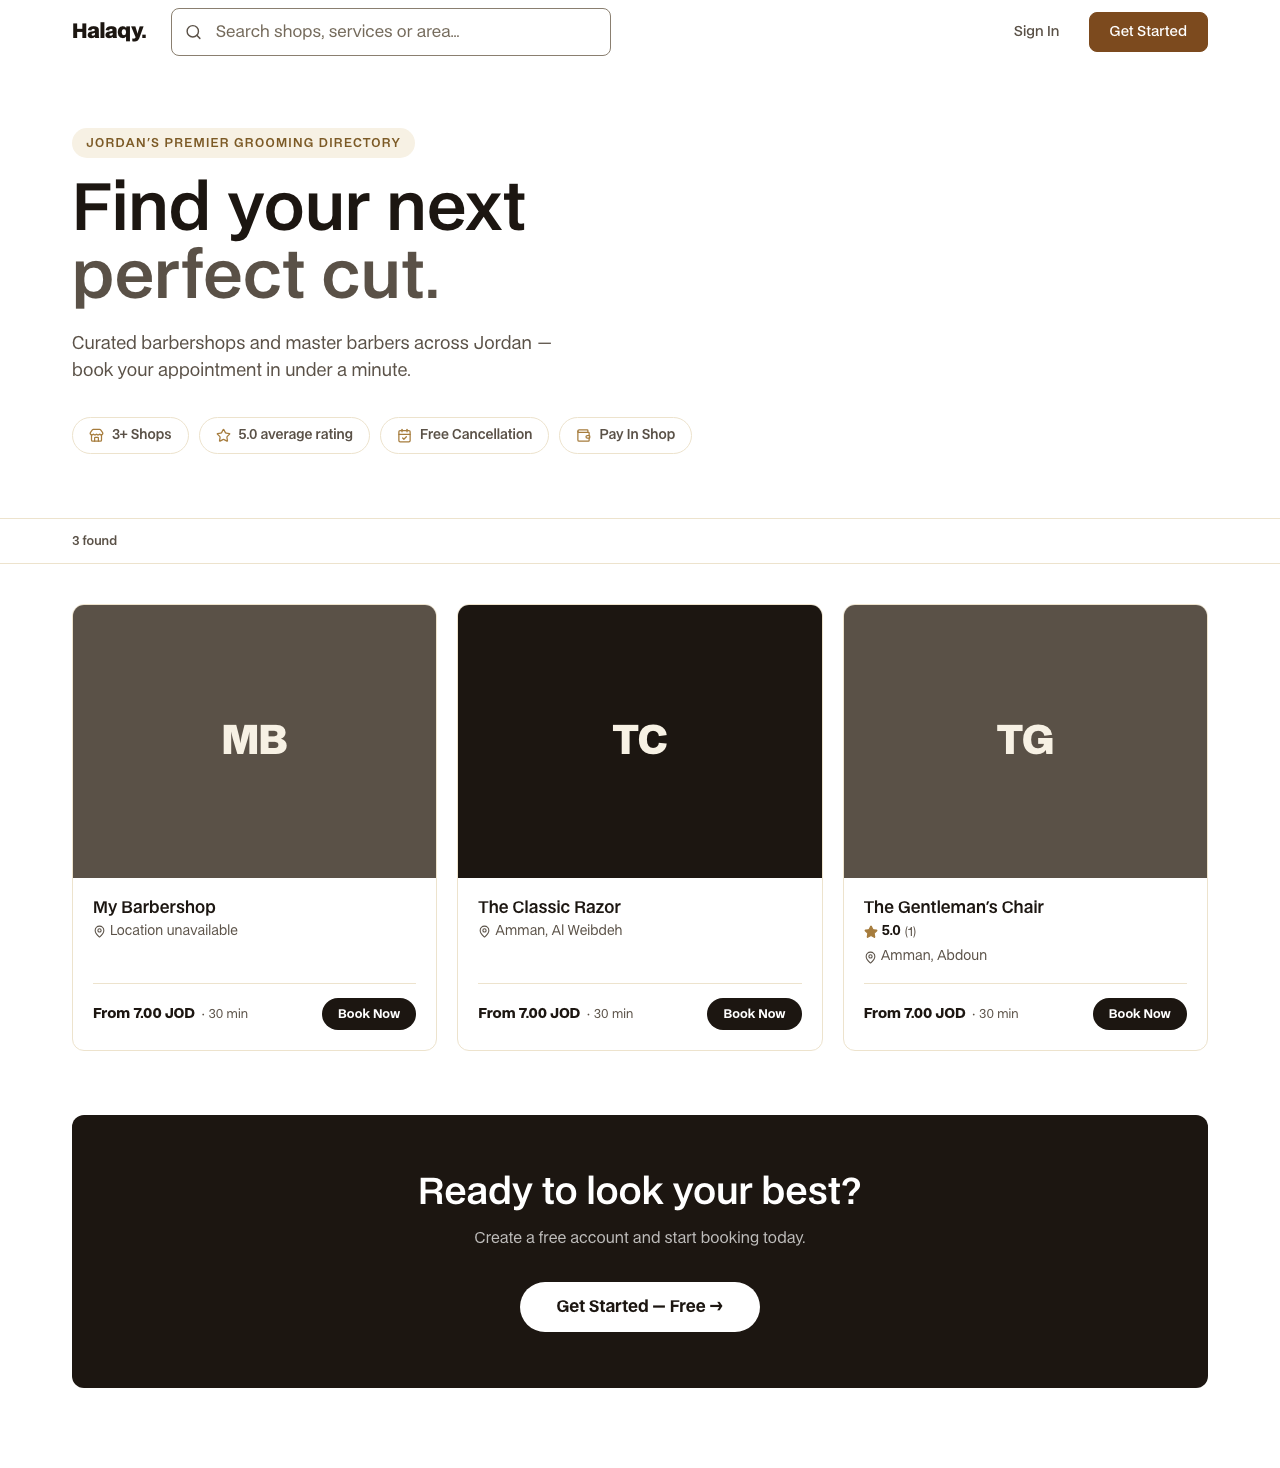 Halaqy.
Search shops, services or area...
Sign In
Get Started
JORDAN'S PREMIER GROOMING DIRECTORY
Find your next
perfect cut.
Curated barbershops and master barbers across Jordan —
book your appointment in under a minute.
3+ Shops
5.0 average rating
Free Cancellation
Pay In Shop
3 found
MB
My Barbershop
Location unavailable
From 7.00 JOD · 30 min
Book Now
TC
The Classic Razor
Amman, Al Weibdeh
From 7.00 JOD · 30 min
Book Now
TG
The Gentleman's Chair
5.0 (1)
Amman, Abdoun
From 7.00 JOD · 30 min
Book Now
Ready to look your best?
Create a free account and start booking today.
Get Started — Free →